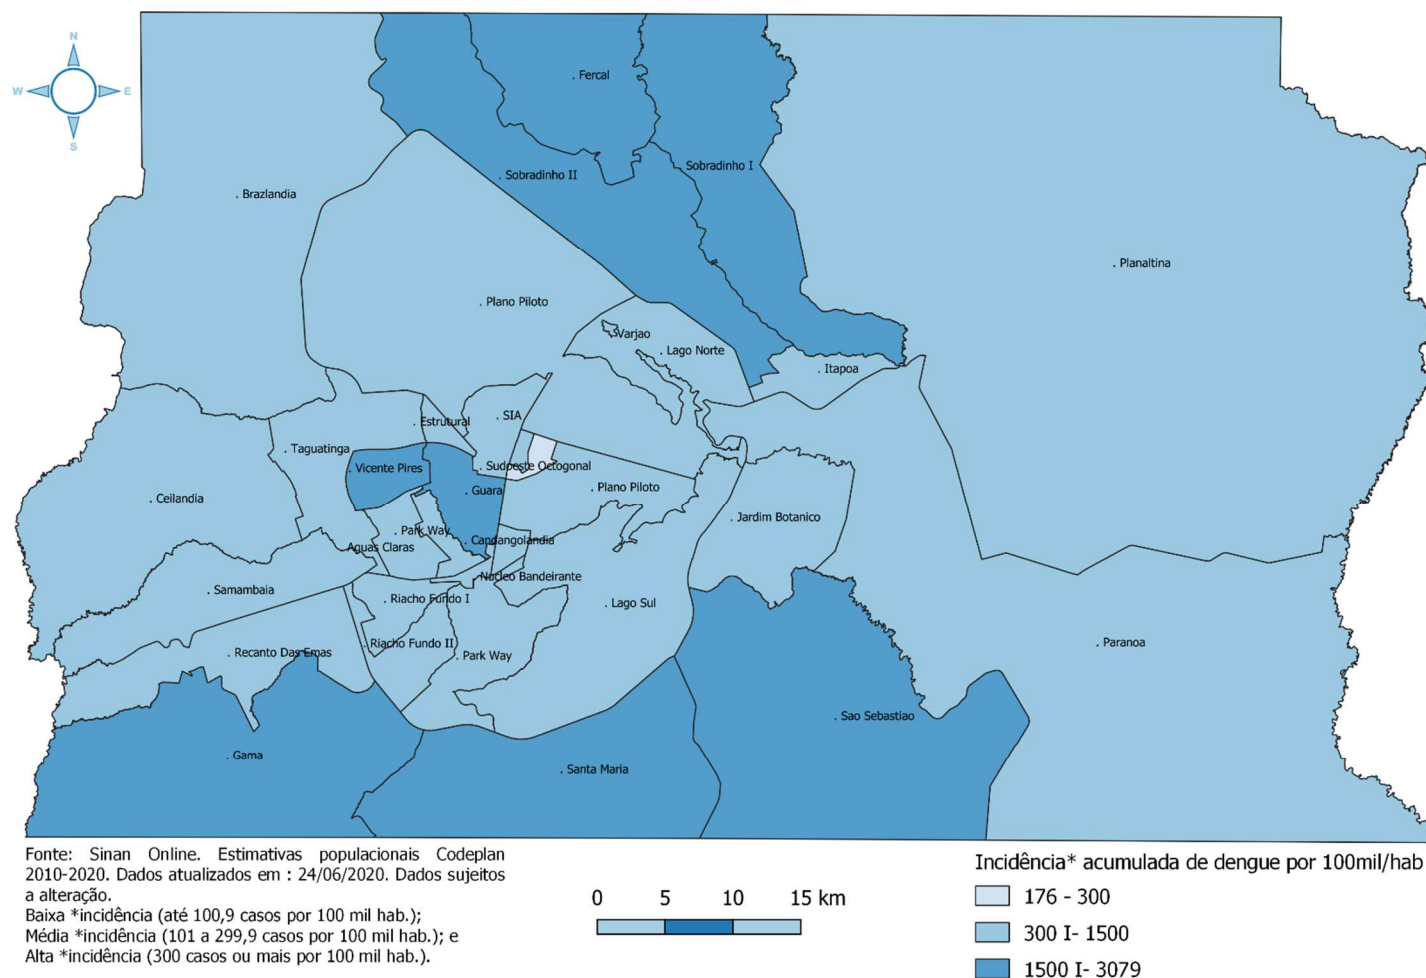 N
W
E
S
. Fercal
. Sobradinho II
Sobradinho I
. Brazlandia
. Planaltina
. Plano Piloto
Varjao
. Lago Norte
. Itapoa
. SIA
. Estrutural
. Taguatinga
. Vicente Pires
. Sudoeste Octogonal
. Guara
. Plano Piloto
. Ceilandia
. Jardim Botanico
. Park Way
. Candangolandia
Aguas Claras
Nucleo Bandeirante
. Samambaia
. Riacho Fundo I
. Lago Sul
. Riacho Fundo II
. Recanto Das Emas
. Park Way
. Paranoa
. Sao Sebastiao
. Gama
. Santa Maria
Fonte: Sinan Online. Estimativas populacionais Codeplan
2010-2020. Dados atualizados em : 24/06/2020. Dados sujeitos
a alteração.
Baixa *incidência (até 100,9 casos por 100 mil hab.);
Média *incidência (101 a 299,9 casos por 100 mil hab.); e
Alta *incidência (300 casos ou mais por 100 mil hab.).
0 5 10 15 km
Incidência* acumulada de dengue por 100mil/hab
176 - 300
300 I- 1500
1500 I- 3079